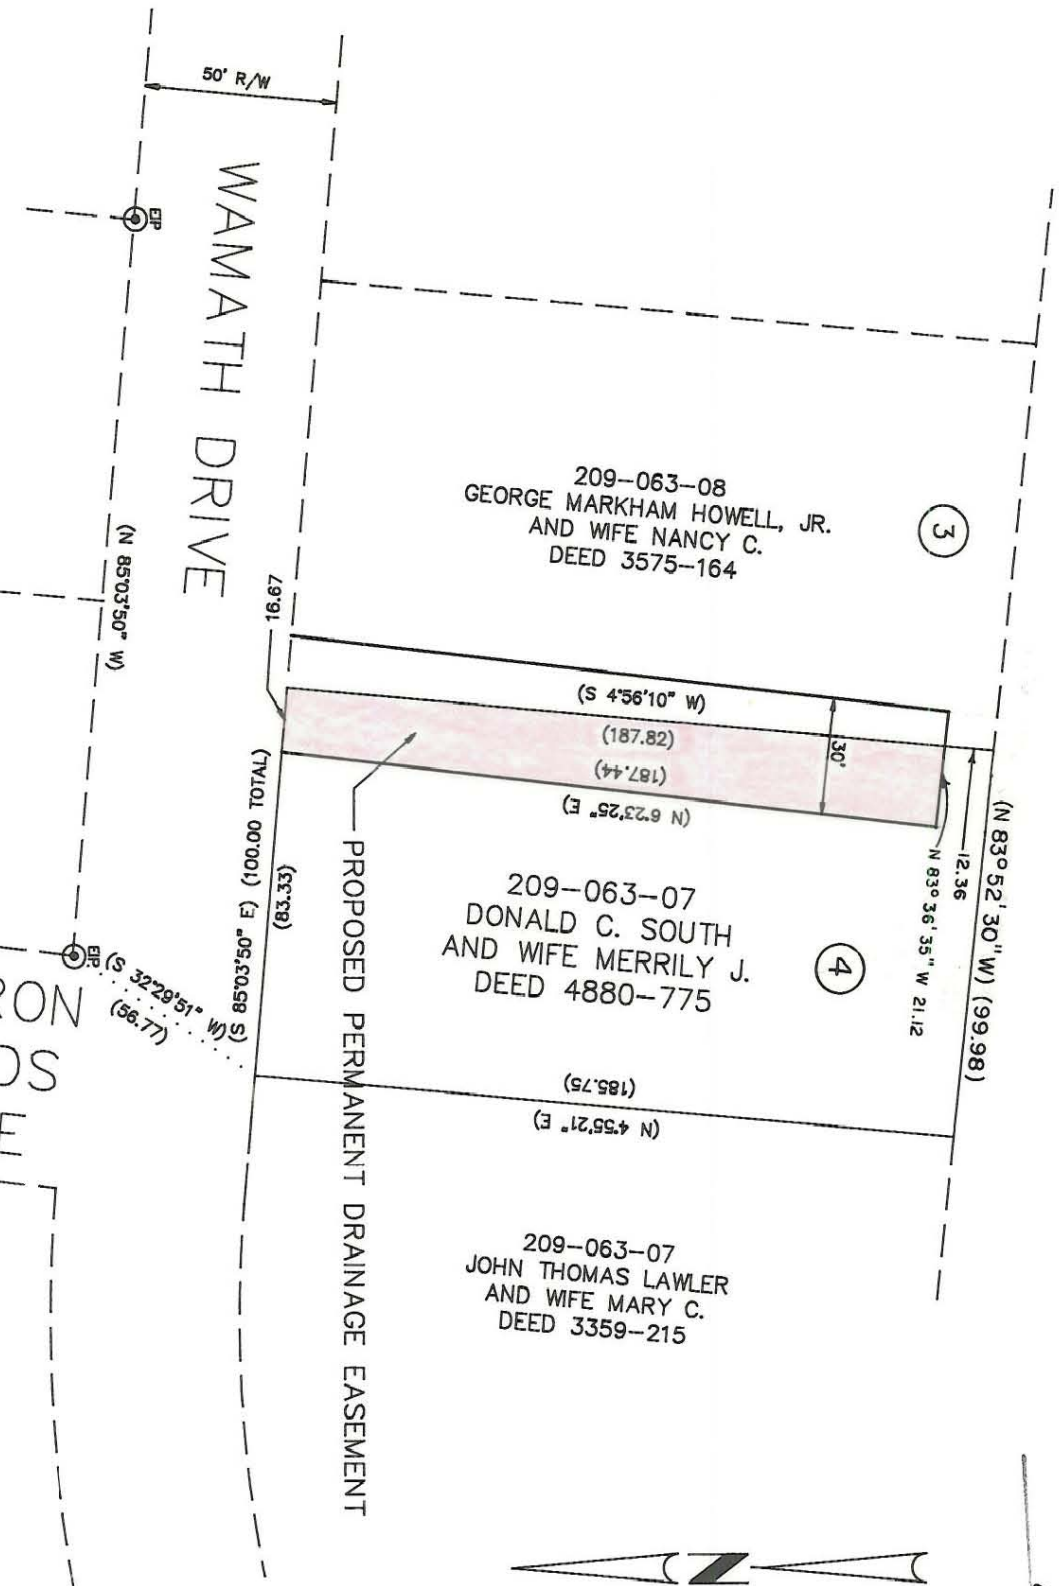 50' R/W
EIP
WAMATH DRIVE
(N 85°03'50" W)
209-063-08
GEORGE MARKHAM HOWELL, JR.
AND WIFE NANCY C.
DEED 3575-164
3
16.67
(S 4°56'10" W)
(187.82)
(187.44)
(N 6°23'25" E)
30'
12.36
N 83° 36' 35" W 21.12
(N 83° 52' 30" W) (99.98)
209-063-07
DONALD C. SOUTH
AND WIFE MERRILY J.
DEED 4880-775
4
(S 85°03'50" E) (100.00 TOTAL)
(83.33)
PROPOSED PERMANENT DRAINAGE EASEMENT
EIP
(S 32°29'51" W)
(56.77)
RON
DS
E
(185.75)
(N 4°55'21" E)
209-063-07
JOHN THOMAS LAWLER
AND WIFE MARY C.
DEED 3359-215
N